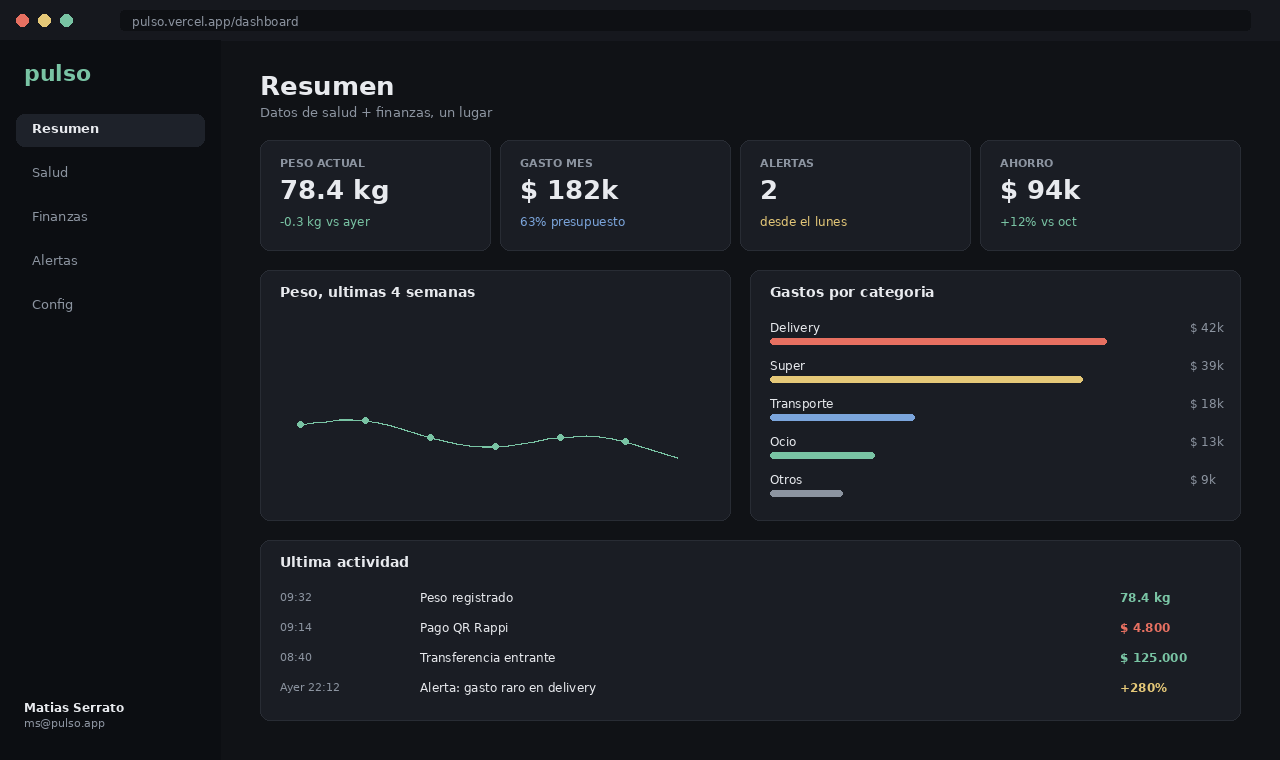 pulso.vercel.app/dashboard
pulso
Resumen
Salud
Finanzas
Alertas
Config
Matias Serrato
ms@pulso.app
Resumen
Datos de salud + finanzas, un lugar
PESO ACTUAL
78.4 kg
-0.3 kg vs ayer
GASTO MES
$ 182k
63% presupuesto
ALERTAS
2
desde el lunes
AHORRO
$ 94k
+12% vs oct
Peso, ultimas 4 semanas
Gastos por categoria
Delivery $ 42k
Super $ 39k
Transporte $ 18k
Ocio $ 13k
Otros $ 9k
Ultima actividad
09:32 Peso registrado 78.4 kg
09:14 Pago QR Rappi $ 4.800
08:40 Transferencia entrante $ 125.000
Ayer 22:12 Alerta: gasto raro en delivery +280%